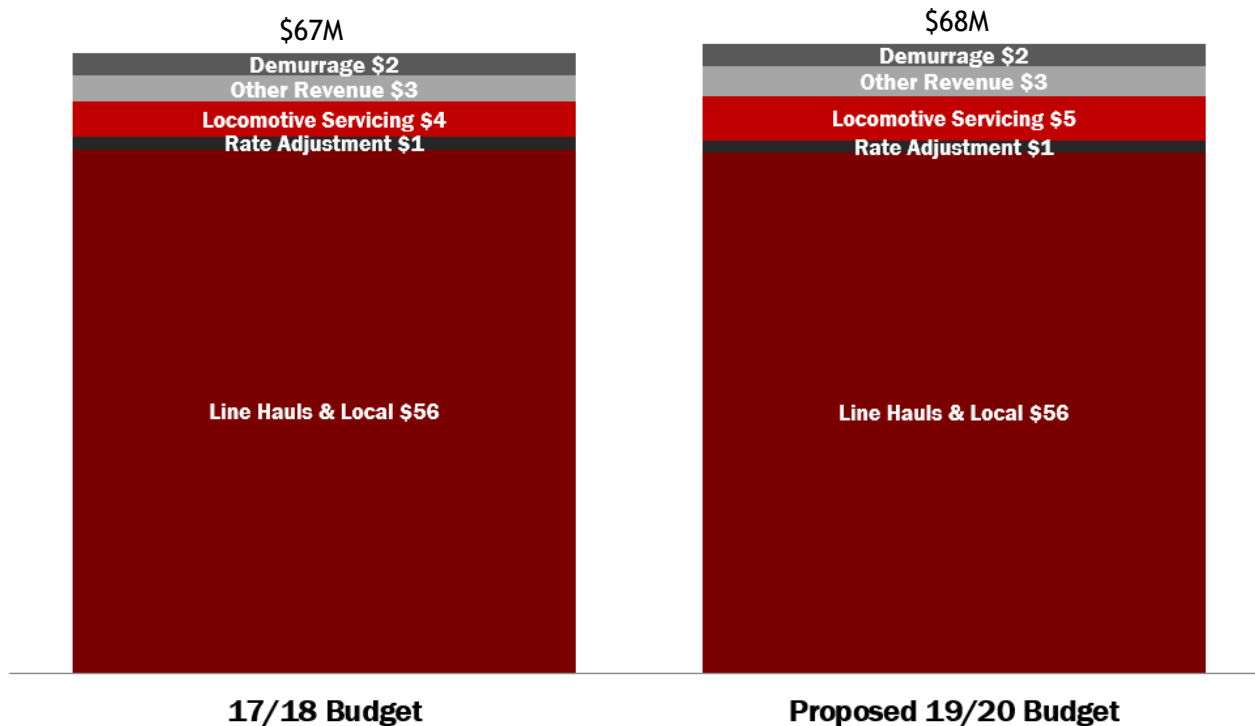 $67M
Demurrage $2
Other Revenue $3
Locomotive Servicing $4
Rate Adjustment $1
Line Hauls & Local $56
17/18 Budget
$68M
Demurrage $2
Other Revenue $3
Locomotive Servicing $5
Rate Adjustment $1
Line Hauls & Local $56
Proposed 19/20 Budget